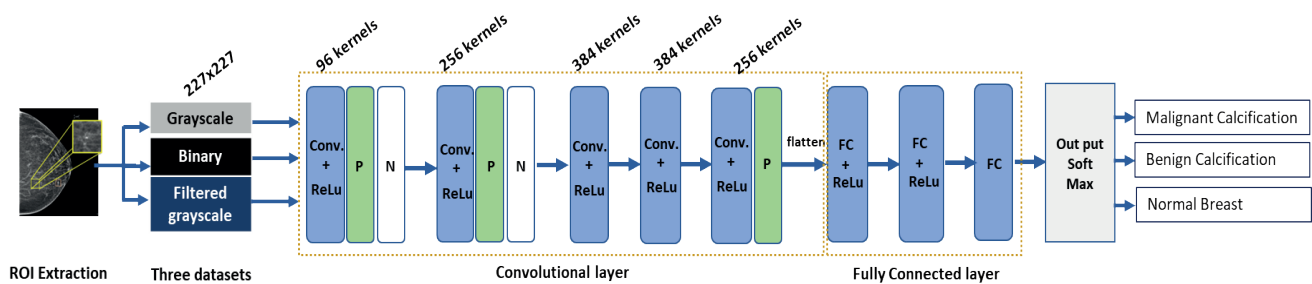 96 kernels
256 kernels
384 kernels
384 kernels
256 kernels
227x227
Grayscale
Binary
Filtered
grayscale
Conv.
+
ReLu
P
N
Conv.
+
ReLu
P
N
Conv.
+
ReLu
Conv.
+
ReLu
Conv.
+
ReLu
P
flatten
FC
+
ReLu
FC
+
ReLu
FC
Out put
Soft
Max
Malignant Calcification
Benign Calcification
Normal Breast
ROI Extraction
Three datasets
Convolutional layer
Fully Connected layer